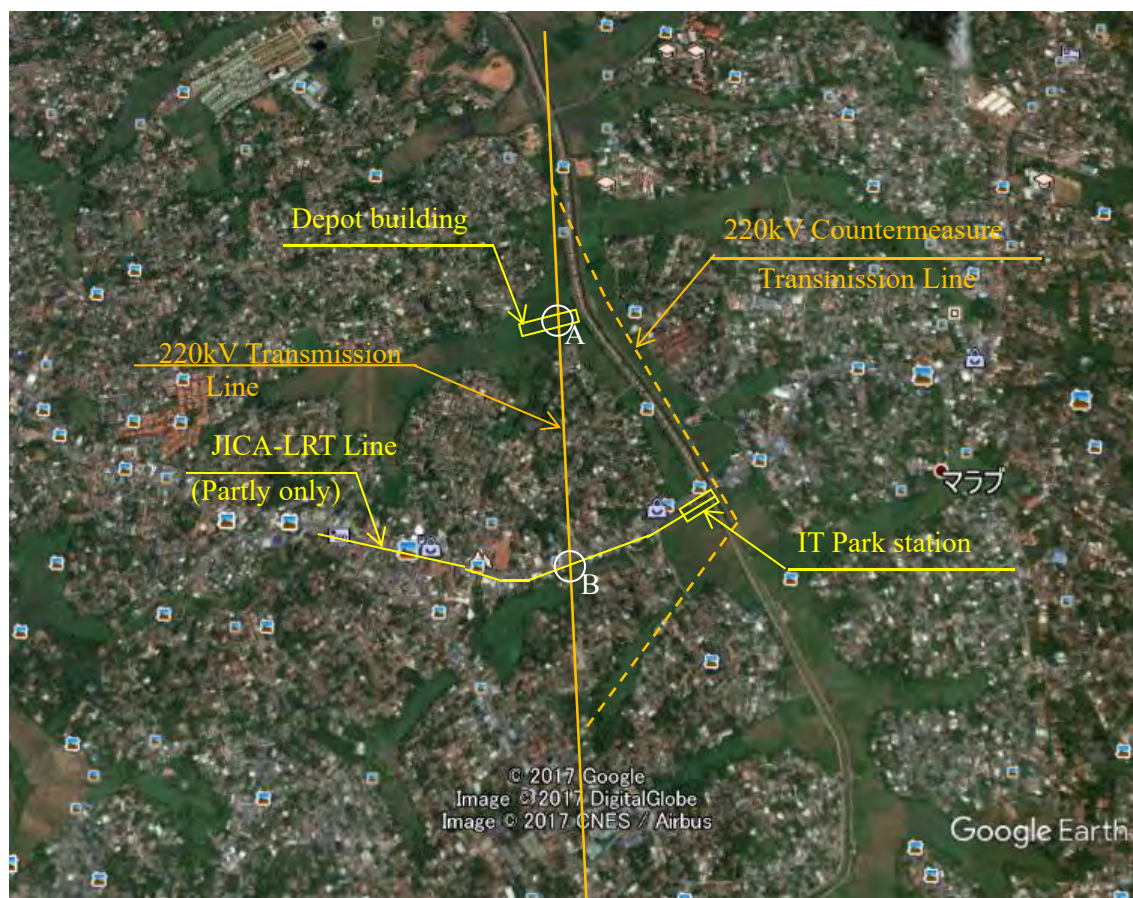 Depot building
220kV Countermeasure
Transmission Line
A
220kV Transmission
Line
JICA-LRT Line
(Partly only)
マラブ
IT Park station
B
© 2017 Google
Image © 2017 DigitalGlobe
Image © 2017 CNES / Airbus
Google Earth